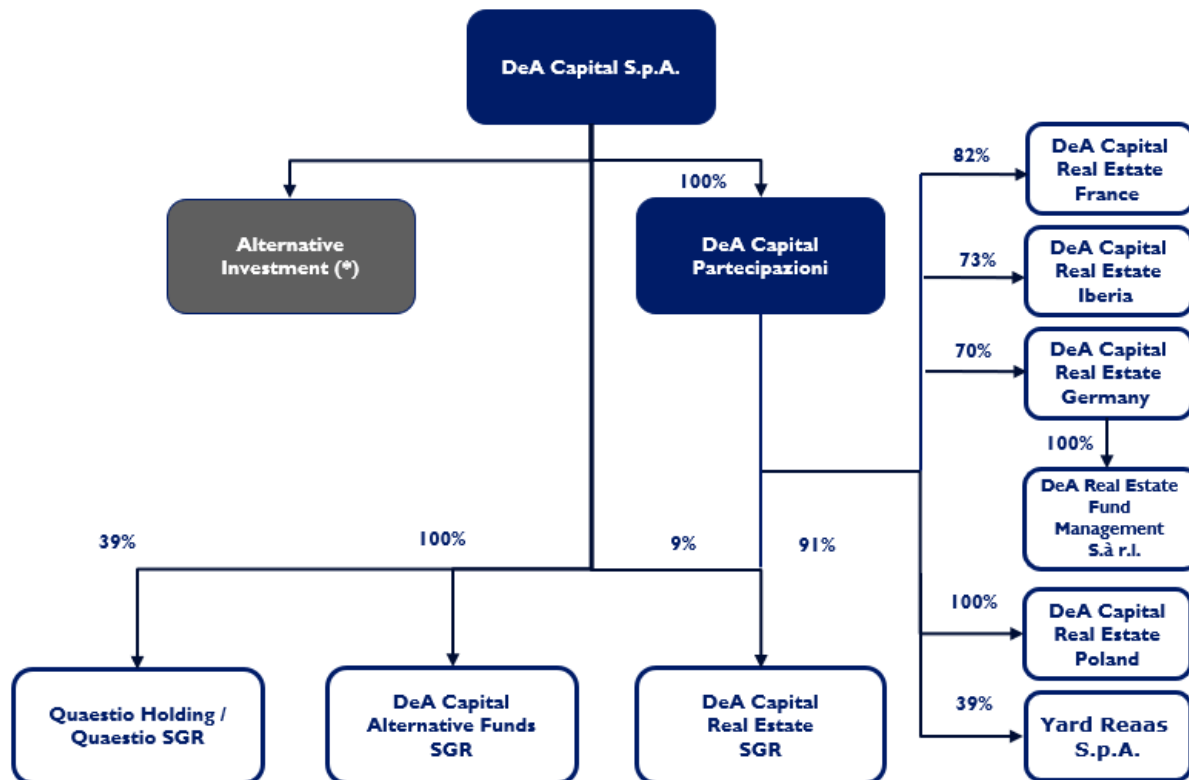 DeA Capital S.p.A.
100%
Alternative
Investment (*)
DeA Capital
Partecipazioni
82%
DeA Capital
Real Estate
France
73%
DeA Capital
Real Estate
Iberia
70%
DeA Capital
Real Estate
Germany
100%
DeA Real Estate
Fund
Management
S.à r.l.
39%
100%
9%
91%
100%
DeA Capital
Real Estate
Poland
39%
Yard Reaas
S.p.A.
Quaestio Holding /
Quaestio SGR
DeA Capital
Alternative Funds
SGR
DeA Capital
Real Estate
SGR